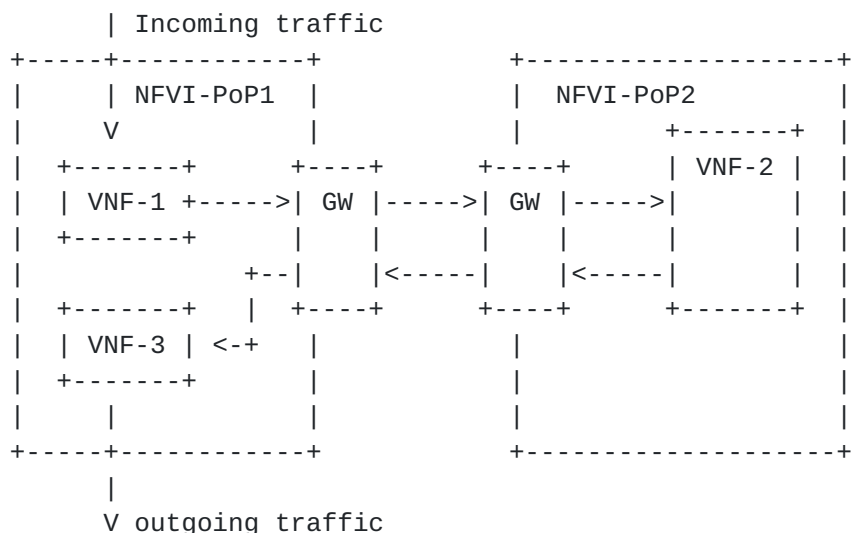 Incoming traffic
NFVI-PoP1 NFVI-PoP2
V
VNF-2
VNF-1 GW GW
VNF-3
V outgoing traffic